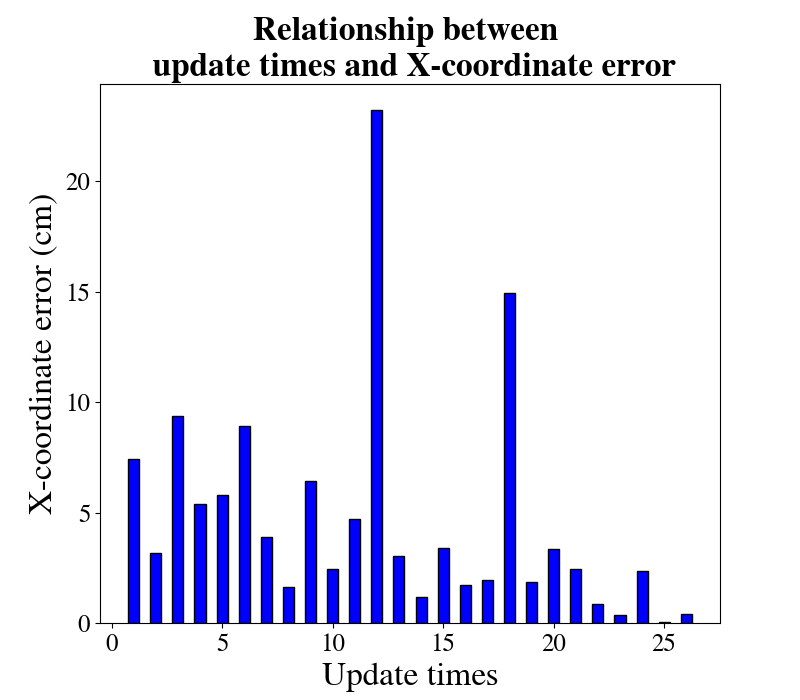 Relationship between
update times and X-coordinate error
X-coordinate error (cm)
20
15
10
5
0
0 5 10 15 20 25
Update times